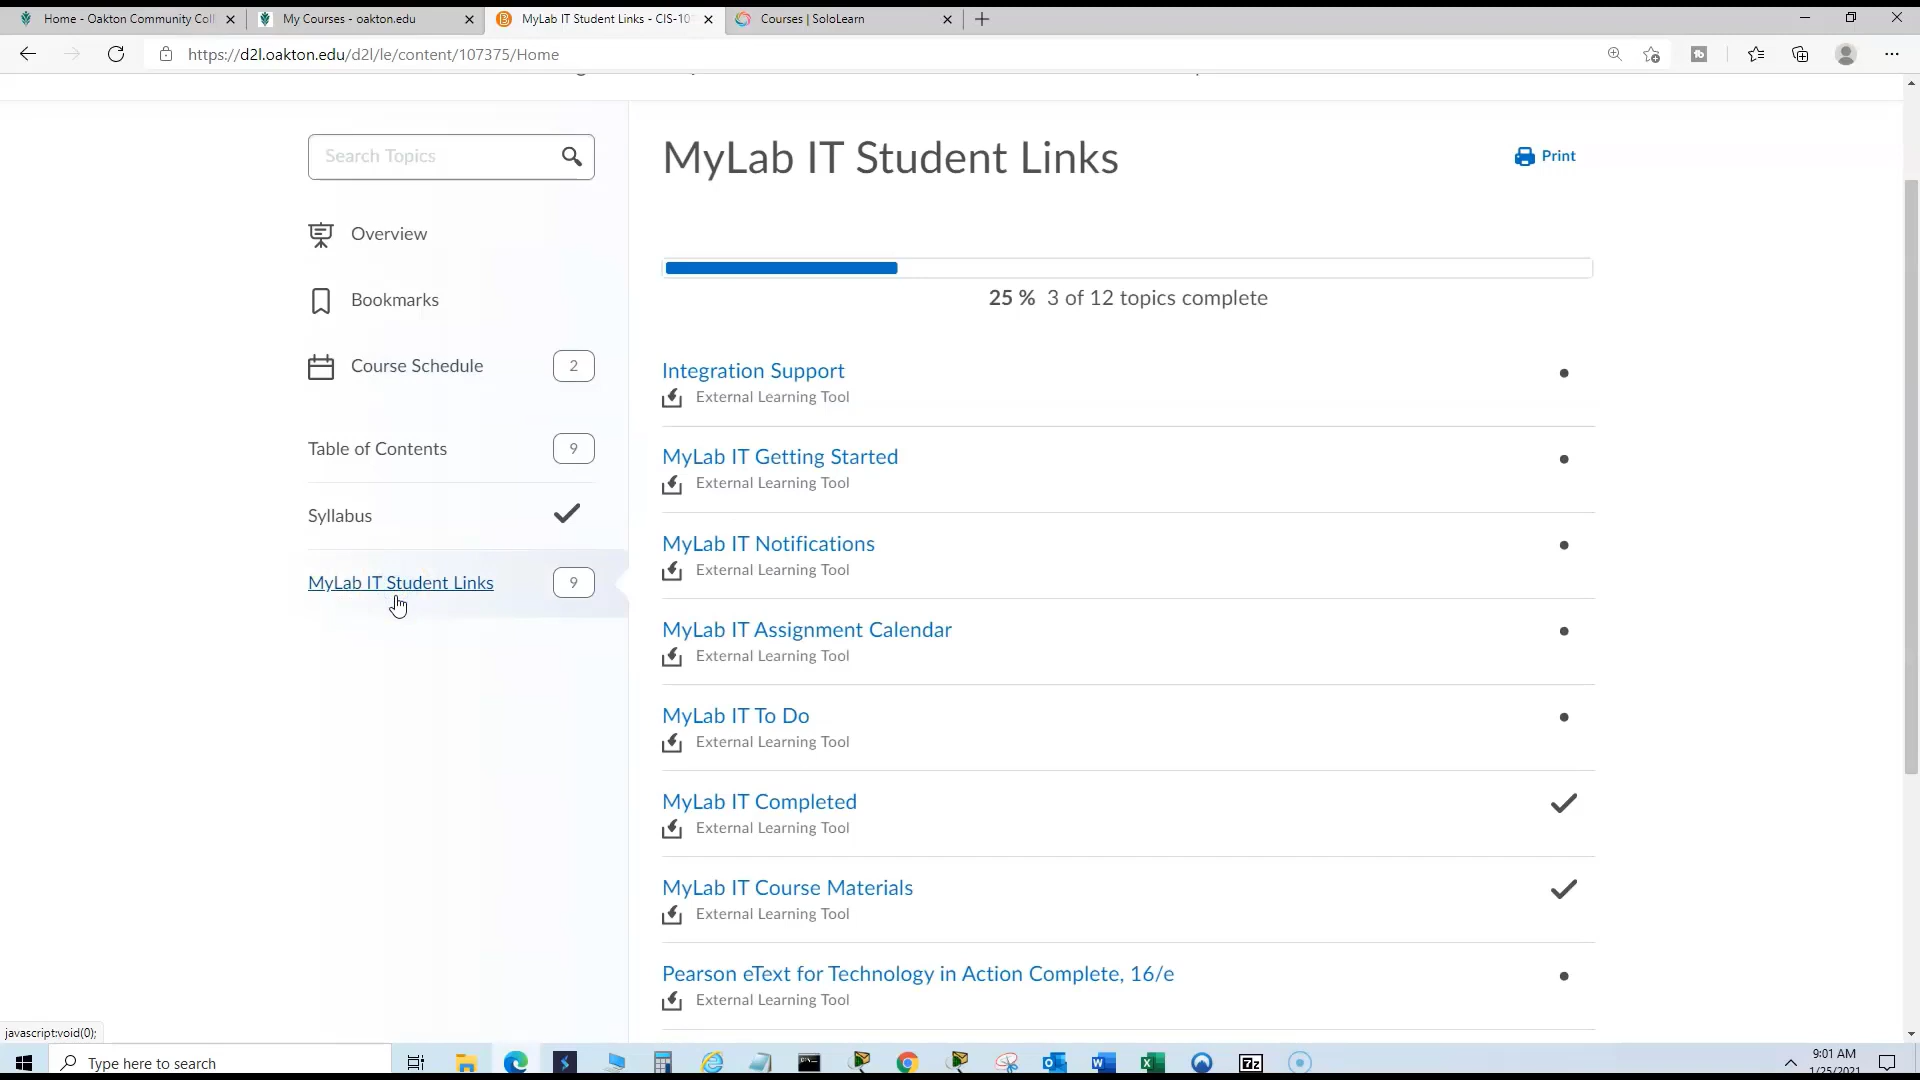 Home - Oakton Community Coll
My Courses - oakton.edu
MyLab IT Student Links - CIS-10
Courses | SoloLearn
https://d2l.oakton.edu/d2l/le/content/107375/Home
Search Topics
MyLab IT Student Links
Print
Overview
Bookmarks
Course Schedule
2
Table of Contents
9
Syllabus
MyLab IT Student Links
9
25 % 3 of 12 topics complete
Integration Support
External Learning Tool
MyLab IT Getting Started
External Learning Tool
MyLab IT Notifications
External Learning Tool
MyLab IT Assignment Calendar
External Learning Tool
MyLab IT To Do
External Learning Tool
MyLab IT Completed
External Learning Tool
MyLab IT Course Materials
External Learning Tool
Pearson eText for Technology in Action Complete, 16/e
External Learning Tool
javascript:void(0);
Type here to search
9:01 AM
1/25/2021